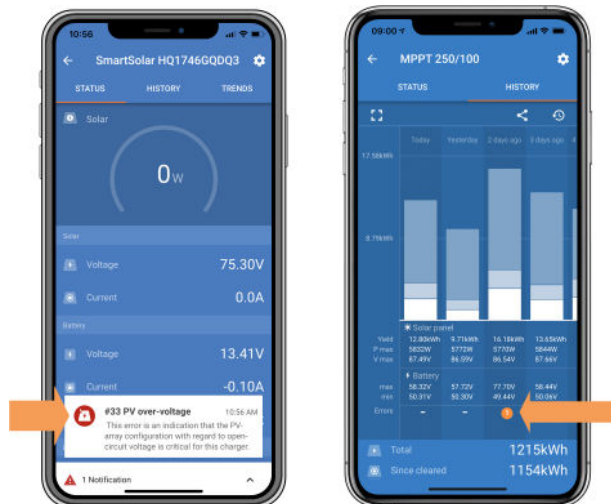 10:56
SmartSolar HQ1746GQDQ3
STATUS HISTORY TRENDS
Solar
0w
Solar
Voltage 75.30V
Current 0.0A
Battery
Voltage 13.41V
Current -0.10A
#33 PV over-voltage 10:56 AM
This error is an indication that the PV-
array configuration with regard to open-
circuit voltage is critical for this charger.
1 Notification
09:00
MPPT 250/100
STATUS HISTORY
Today Yesterday 2 days ago 3 days ago 4
17.58kWh
8.79kWh
Solar panel
Yield 12.80kWh 9.71kWh 16.18kWh 13.65kWh
P max 5832W 5772W 5770W 5844W
V max 87.49V 86.59V 86.54V 87.66V
Battery
max 58.32V 57.72V 77.70V 58.44V
min 50.31V 50.30V 49.44V 50.06V
Errors – – 1
Total 1215kWh
Since cleared 1154kWh